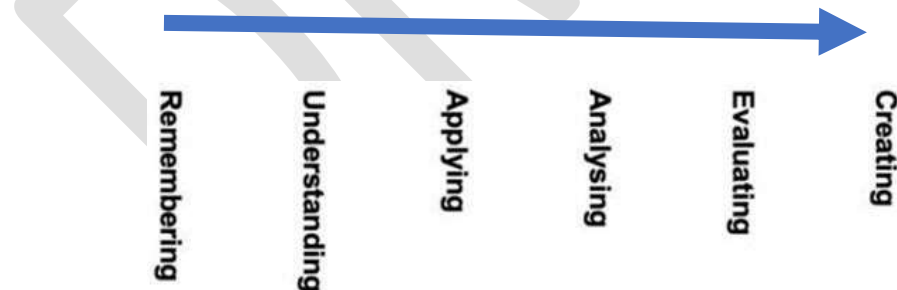 Remembering
Understanding
Applying
Analysing
Evaluating
Creating